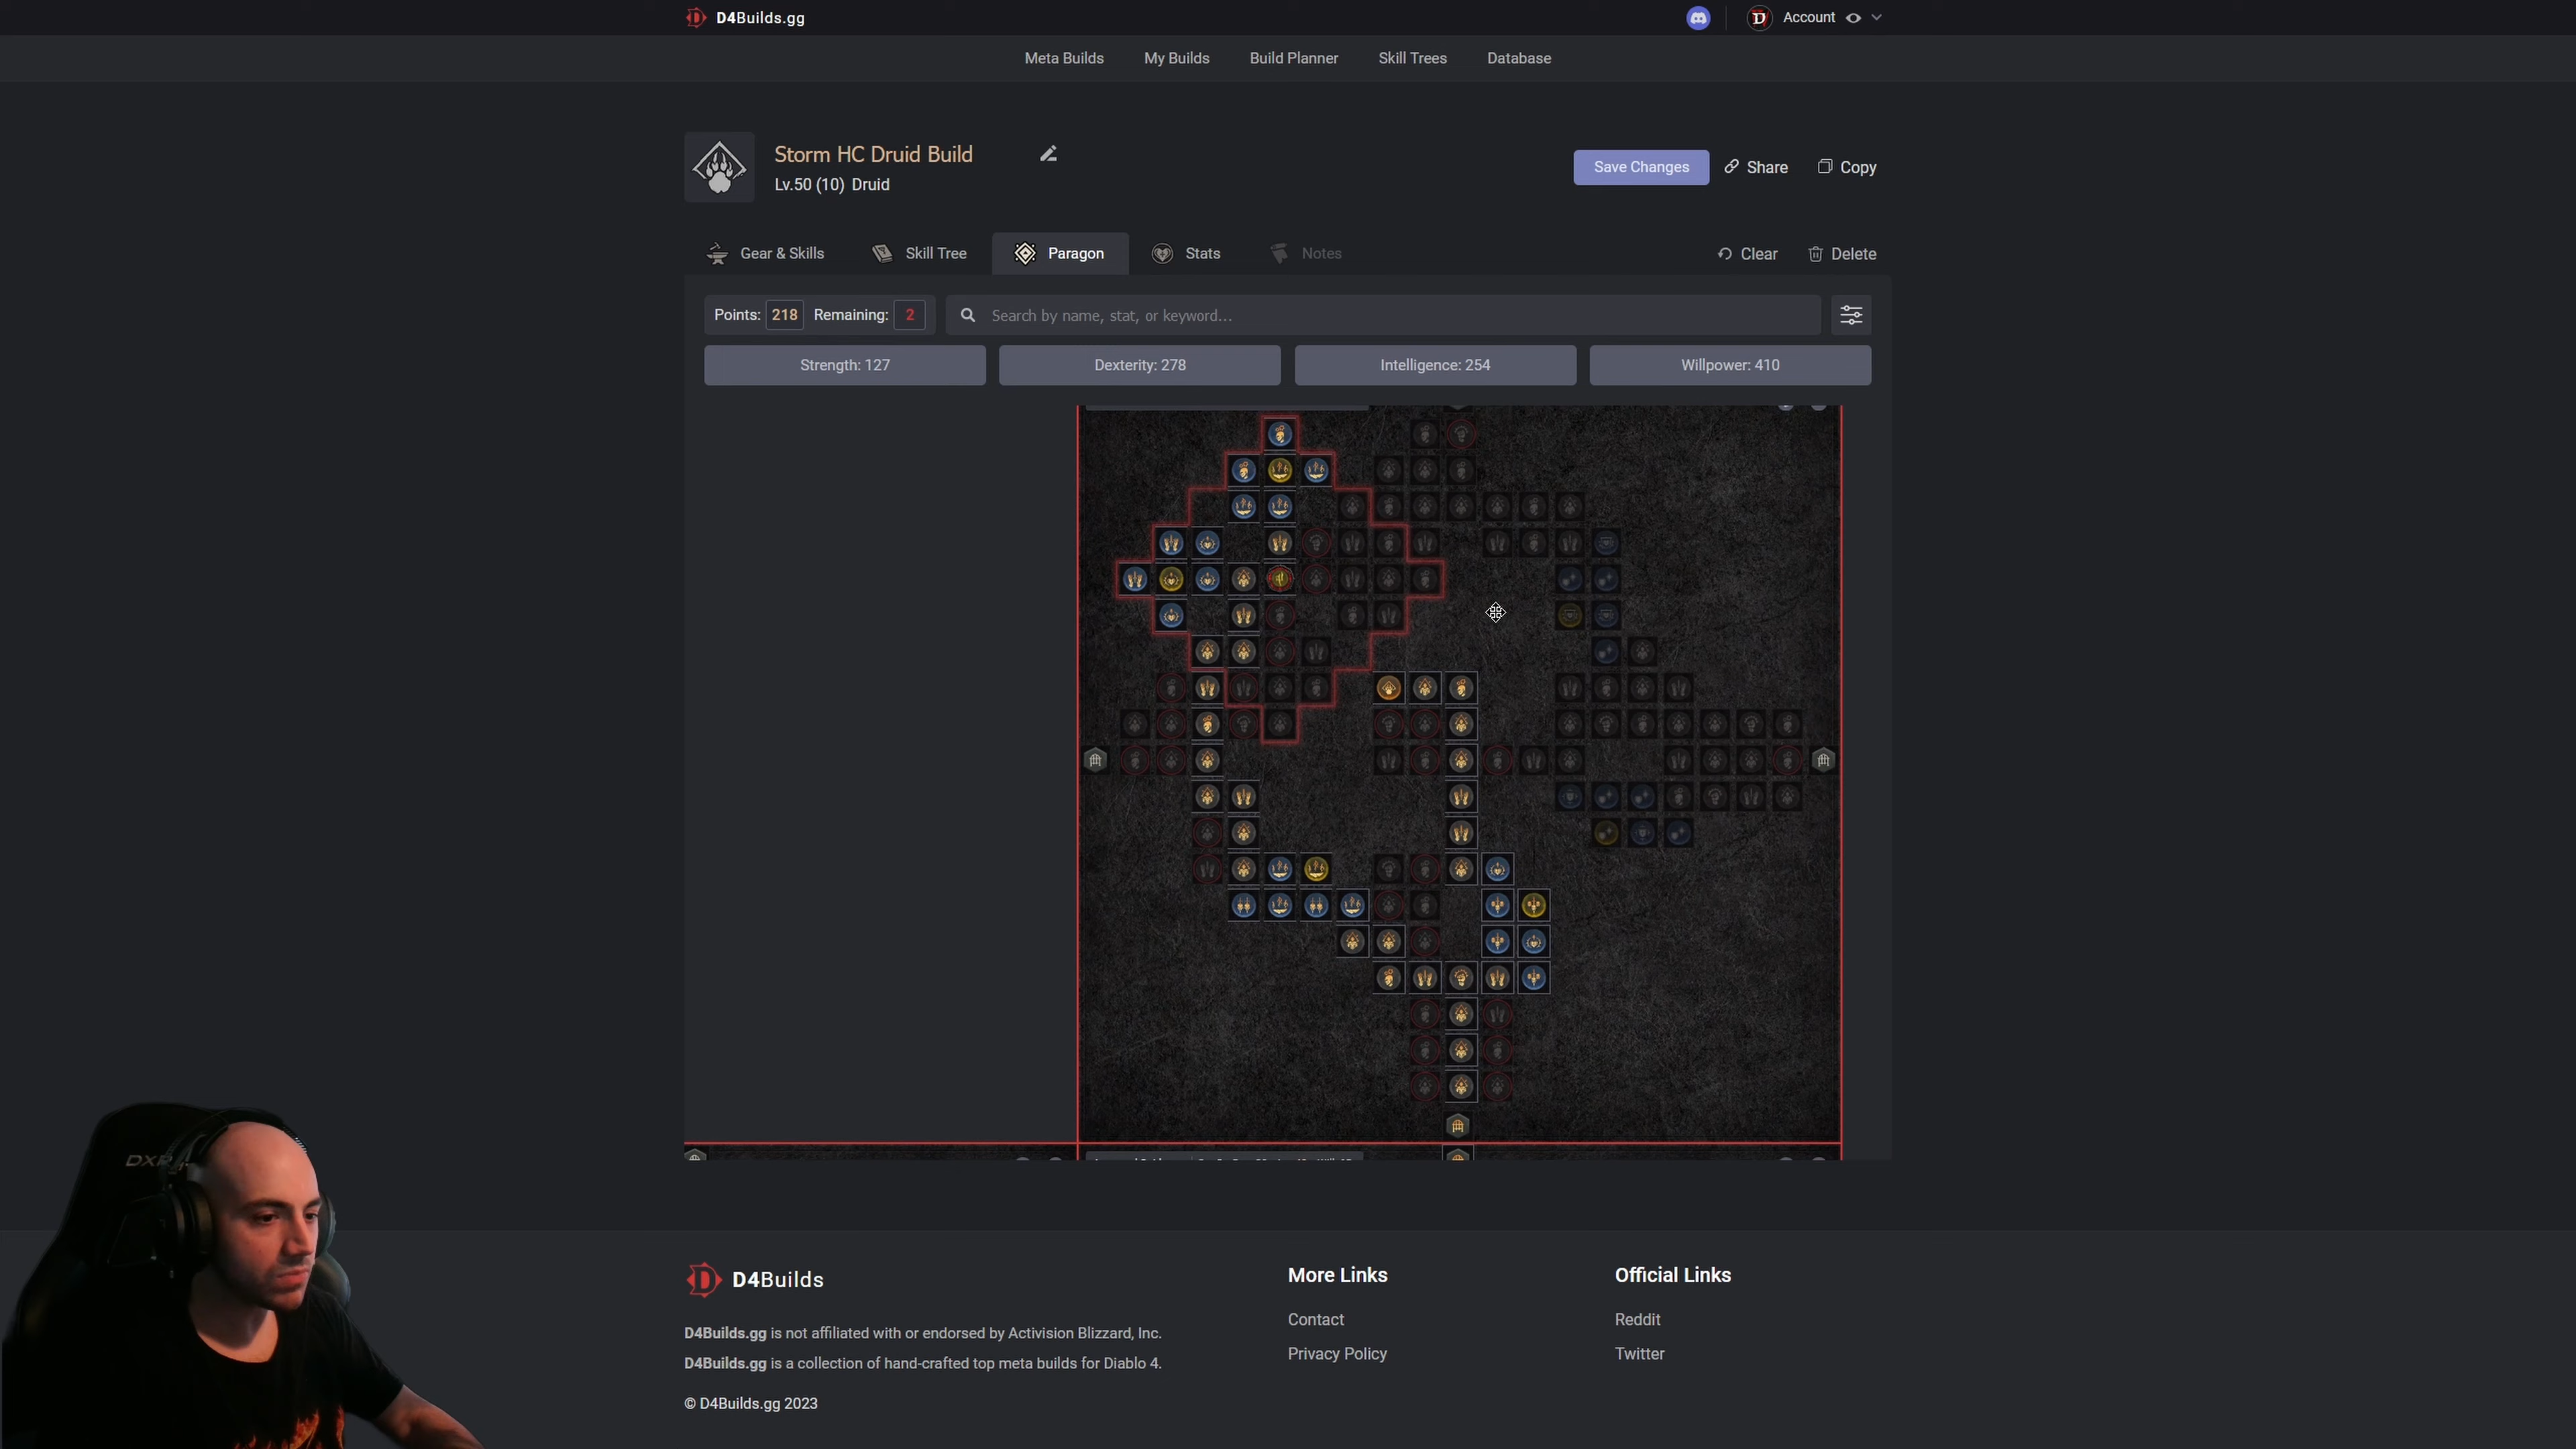 D4Builds.gg
Account
Meta Builds My Builds Build Planner Skill Trees Database
Storm HC Druid Build
Lv.50 (10) Druid
Save Changes Share Copy
Gear & Skills Skill Tree Paragon Stats Notes Clear Delete
Points: 218 Remaining: 2 Search by name, stat, or keyword...
Strength: 127 Dexterity: 278 Intelligence: 254 Willpower: 410
D4Builds
D4Builds.gg is not affiliated with or endorsed by Activision Blizzard, Inc.
D4Builds.gg is a collection of hand-crafted top meta builds for Diablo 4.
© D4Builds.gg 2023
More Links
Contact
Privacy Policy
Official Links
Reddit
Twitter